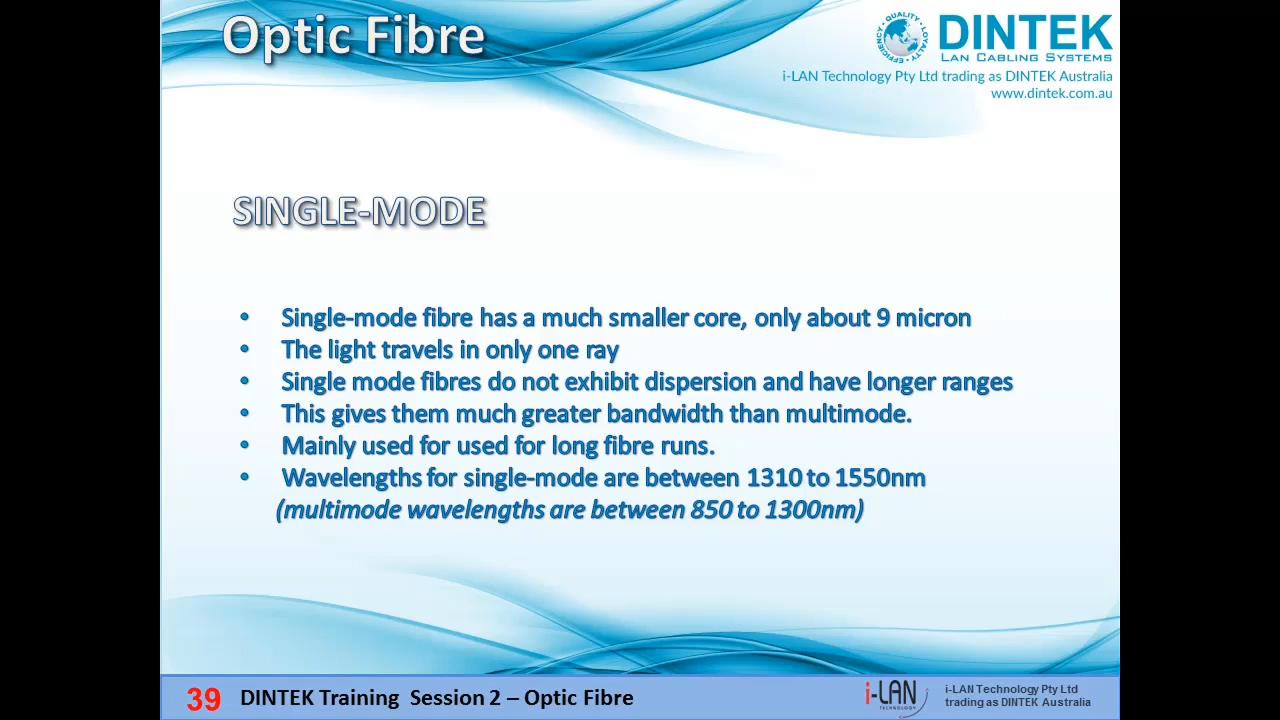 Optic Fibre
QUALITY LOYALTY EFFICIENCY
DINTEK
LAN CABLING SYSTEMS
i-LAN Technology Pty Ltd trading as DINTEK Australia
www.dintek.com.au
SINGLE-MODE
• Single-mode fibre has a much smaller core, only about 9 micron
• The light travels in only one ray
• Single mode fibres do not exhibit dispersion and have longer ranges
• This gives them much greater bandwidth than multimode.
• Mainly used for used for long fibre runs.
• Wavelengths for single-mode are between 1310 to 1550nm
(multimode wavelengths are between 850 to 1300nm)
39 DINTEK Training Session 2 – Optic Fibre
i-LAN
TECHNOLOGY
i-LAN Technology Pty Ltd
trading as DINTEK Australia